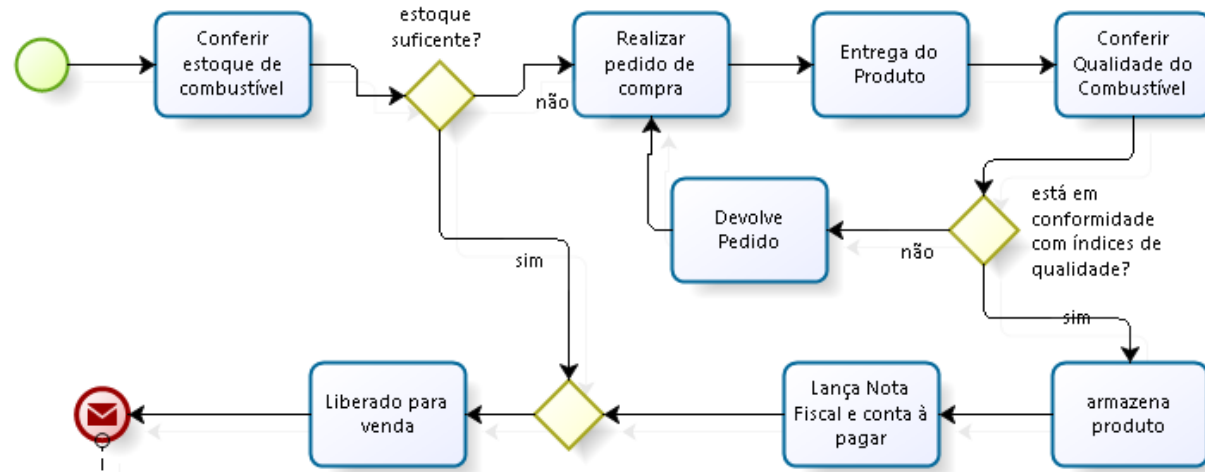 Conferir
estoque de
combustível
estoque
suficente?
não
Realizar
pedido de
compra
Entrega do
Produto
Conferir
Qualidade do
Combustível
está em
conformidade
com índices de
qualidade?
não
Devolve
Pedido
sim
sim
armazena
produto
Lança Nota
Fiscal e conta à
pagar
Liberado para
venda